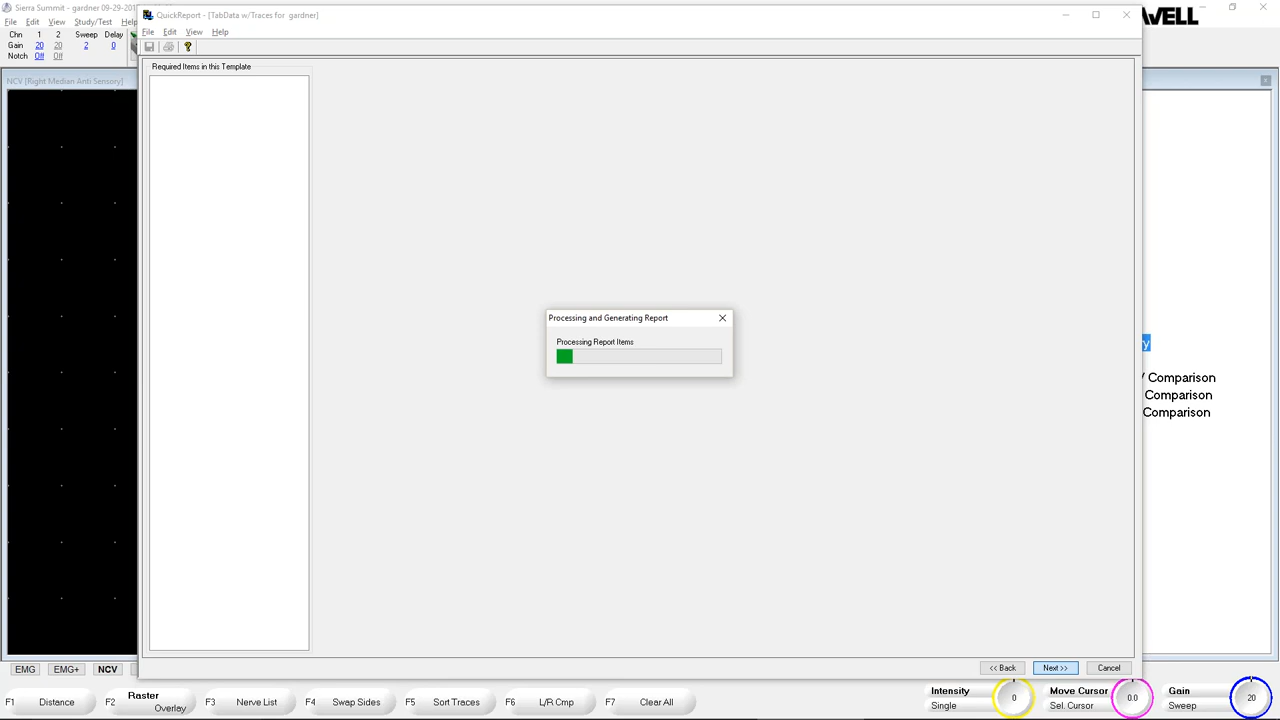 Sierra Summit - gardner 09-29-20
File Edit View Study/Test Help
Chn 1 2 Sweep Delay
Gain 20 20 2 0
Notch Off Off
NCV [Right Median Anti Sensory]
QuickReport - [TabData w/Traces for gardner]
File Edit View Help
Required Items in this Template
Processing and Generating Report
Processing Report Items
<< Back Next >> Cancel
WELL
y
Comparison
Comparison
Comparison
EMG EMG+ NCV
F1 Distance F2 Raster Overlay F3 Nerve List F4 Swap Sides F5 Sort Traces F6 L/R Cmp F7 Clear All
Intensity Single 0 Move Cursor Sel. Cursor 0.0 Gain Sweep 20